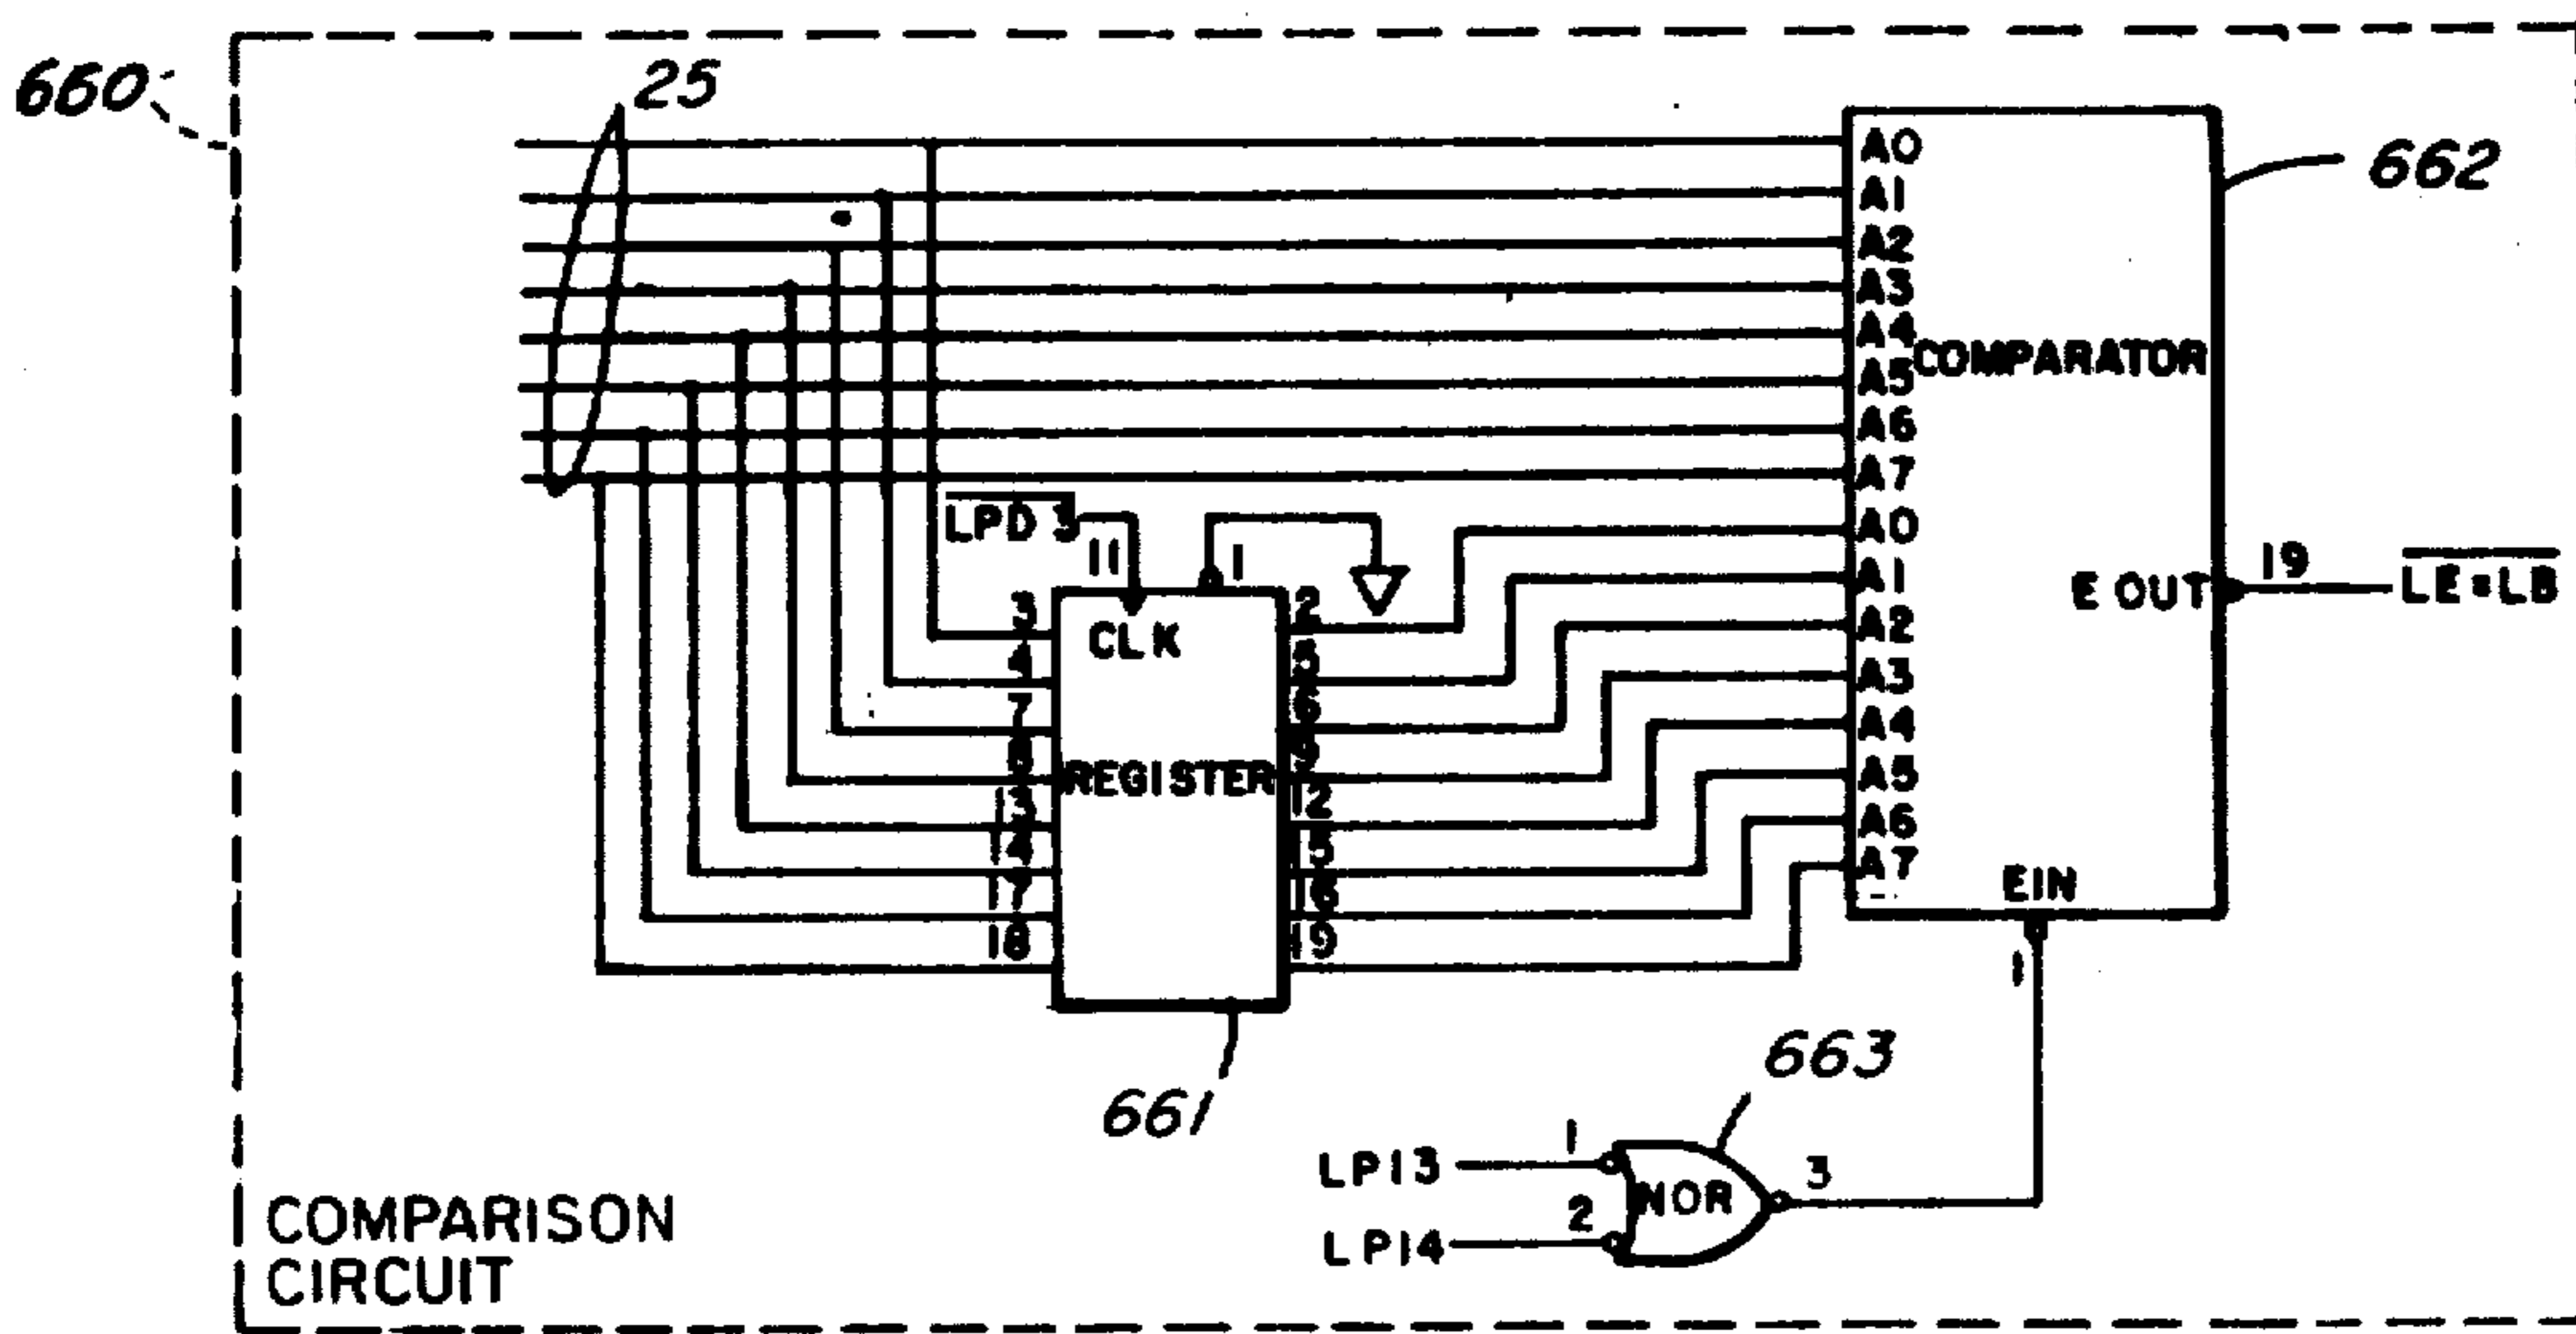 660
25
A0
A1
A2
A3
A4
A5
A6
A7
COMPARATOR
662
A0
A1
A2
A3
A4
A5
A6
A7
E OUT
19
LE=LB
EIN
1
LPD 3
11
1
CLK
REGISTER
3
4
7
8
13
14
17
18
2
5
6
9
12
15
16
19
661
663
LP13
1
LP14
2
NOR
3
COMPARISON
CIRCUIT